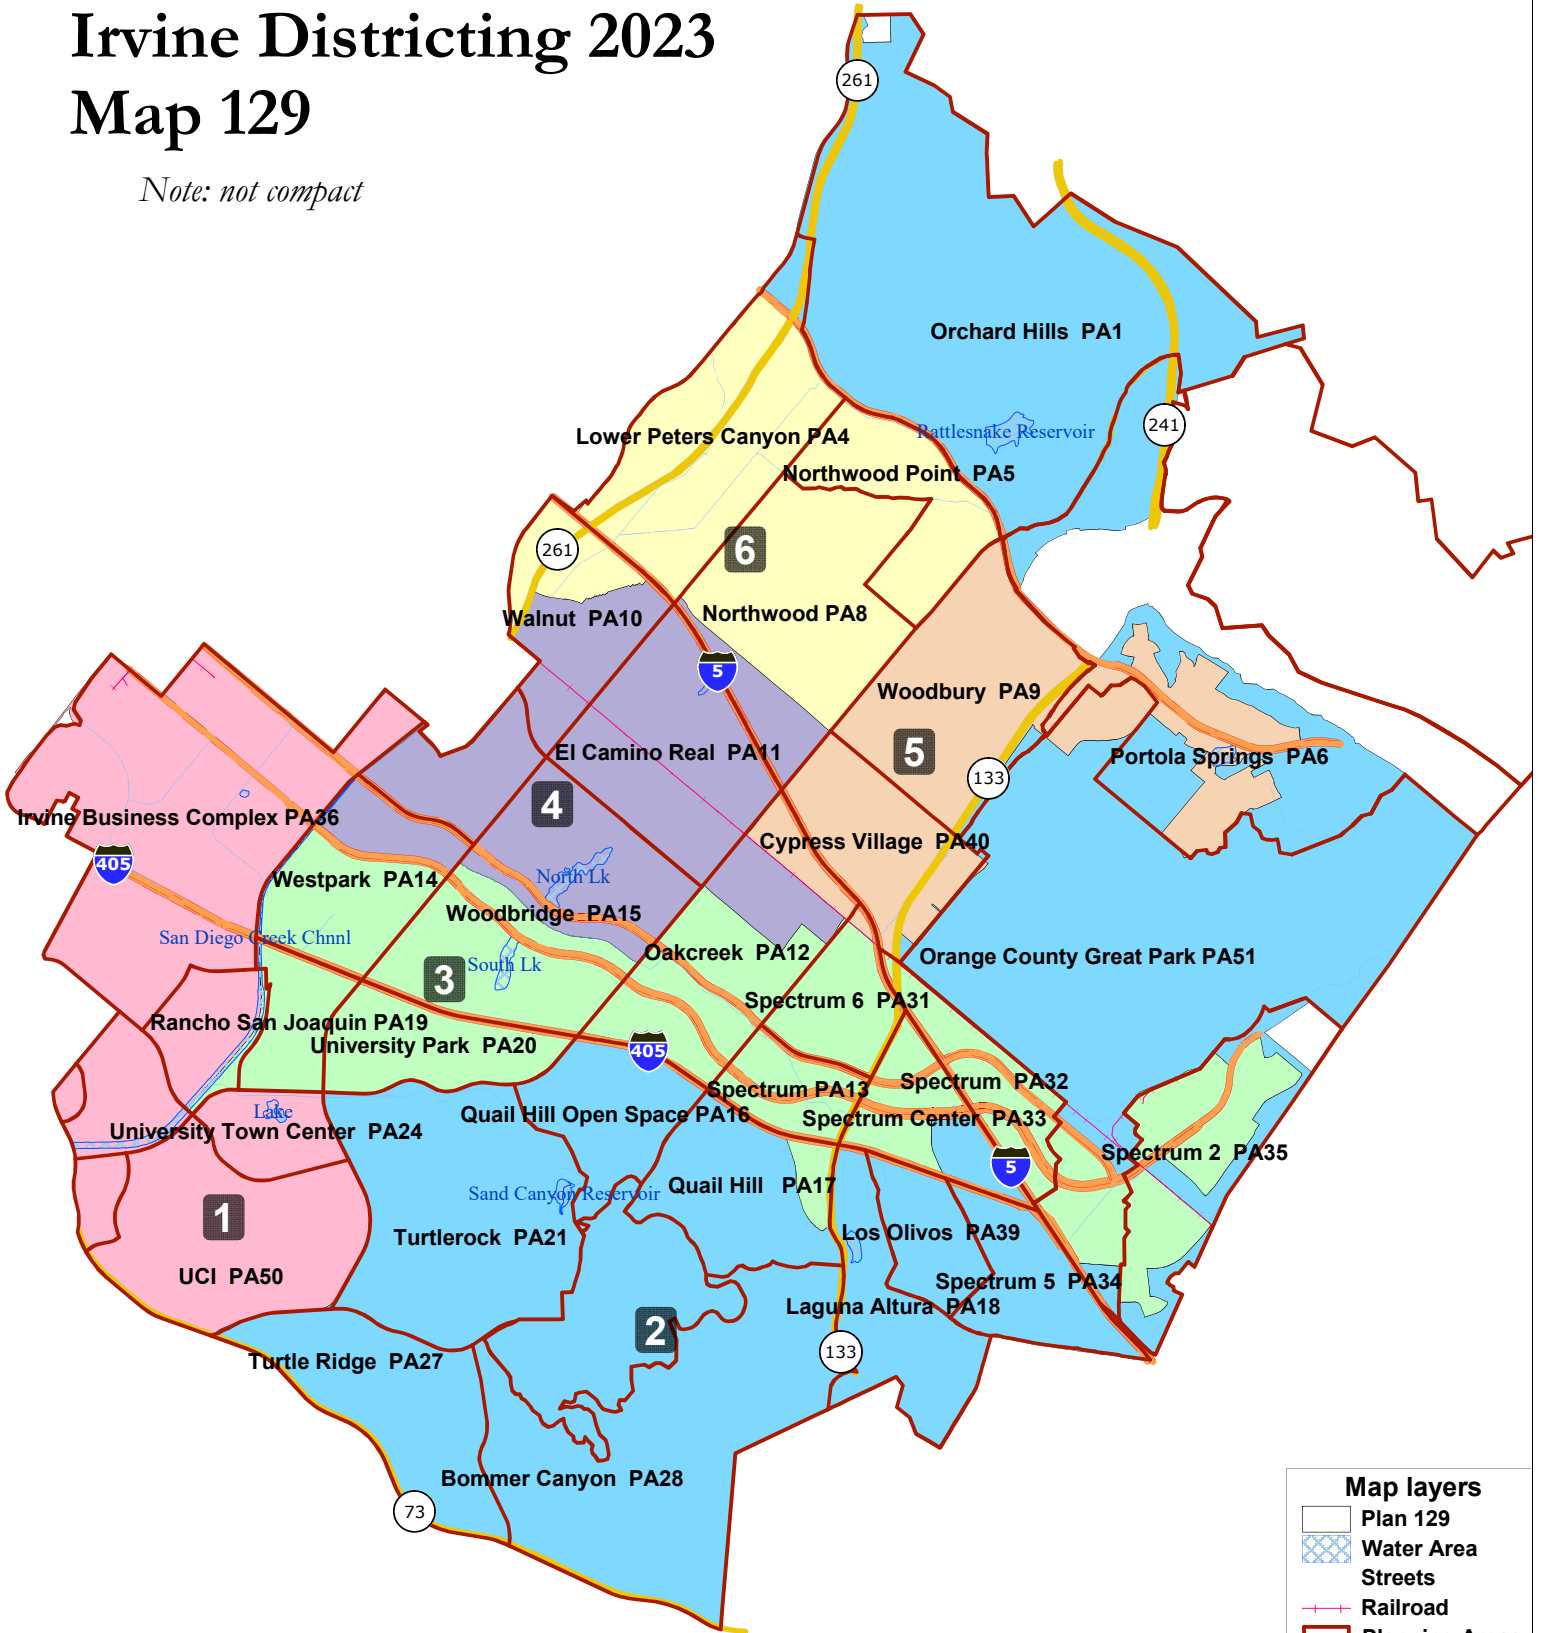 Irvine Districting 2023
Map 129
Note: not compact
261
Orchard Hills PA1
241
Rattlesnake Reservoir
Lower Peters Canyon PA4
Northwood Point PA5
6
261
Walnut PA10
Northwood PA8
5
Woodbury PA9
El Camino Real PA11
5
133
Portola Springs PA6
4
Irvine Business Complex PA36
Cypress Village PA40
405
Westpark PA14
North Lk
Woodbridge PA15
San Diego Creek Chnnl
Oakcreek PA12
Orange County Great Park PA51
South Lk
3
Spectrum 6 PA31
Rancho San Joaquin PA19
University Park PA20
405
Spectrum PA13
Spectrum PA32
Lake
Quail Hill Open Space PA16
Spectrum Center PA33
University Town Center PA24
Spectrum 2 PA35
5
Sand Canyon Reservoir
Quail Hill PA17
1
Turtlerock PA21
Los Olivos PA39
UCI PA50
Spectrum 5 PA34
Laguna Altura PA18
2
133
Turtle Ridge PA27
Bommer Canyon PA28
73
Map layers
Plan 129
Water Area
Streets
Railroad